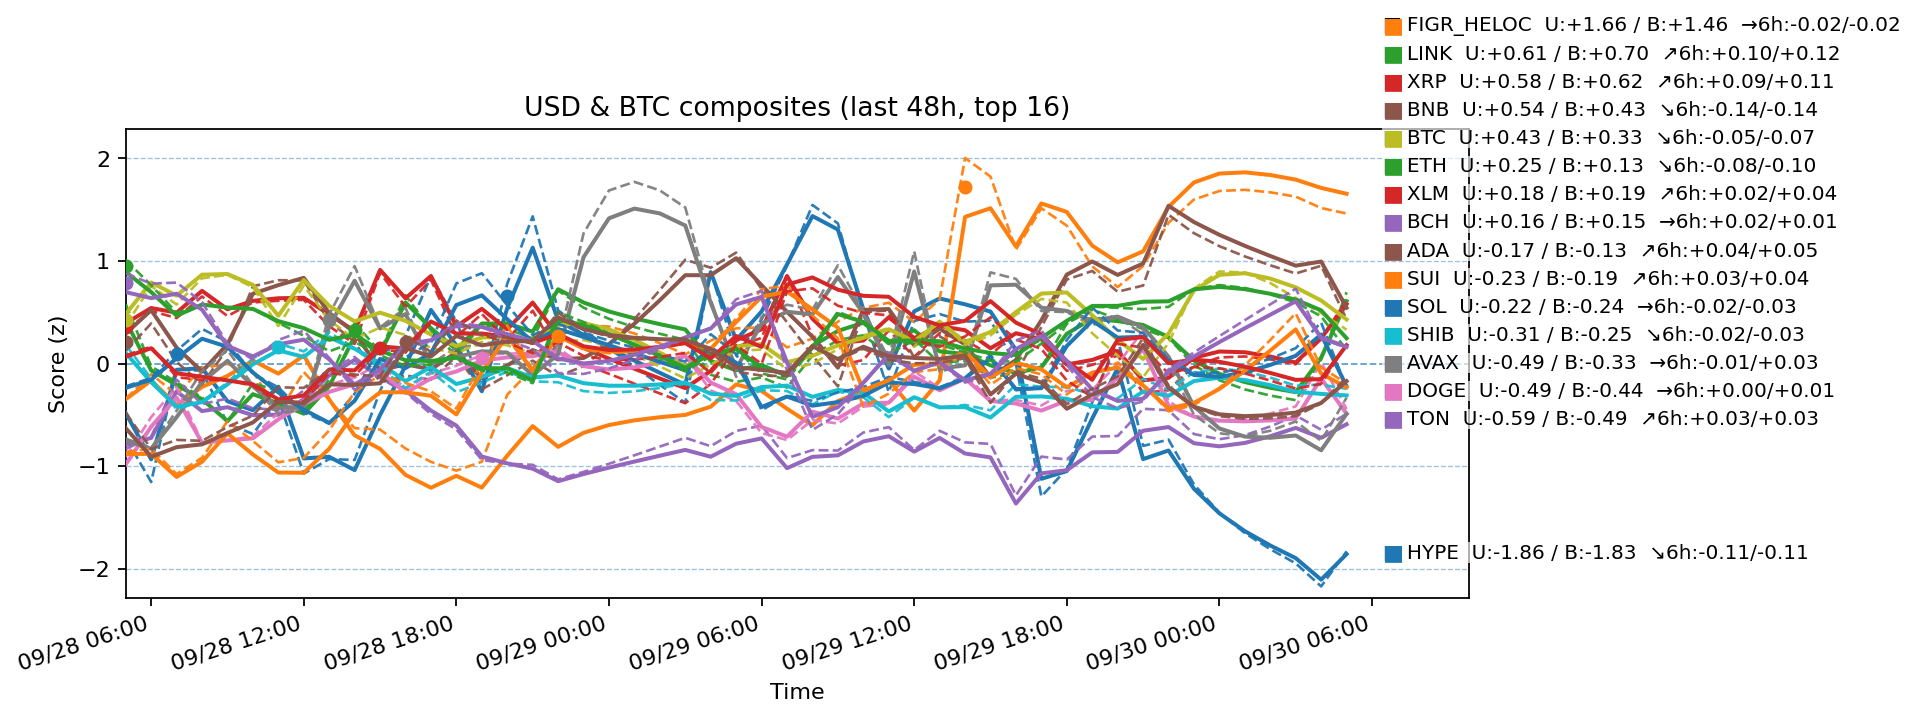 FIGR_HELOC U:+1.66 / B:+1.46 →6h:-0.02/-0.02
LINK U:+0.61 / B:+0.70 ↗6h:+0.10/+0.12
XRP U:+0.58 / B:+0.62 ↗6h:+0.09/+0.11
USD & BTC composites (last 48h, top 16)
BNB U:+0.54 / B:+0.43 ↘6h:-0.14/-0.14
BTC U:+0.43 / B:+0.33 ↘6h:-0.05/-0.07
ETH U:+0.25 / B:+0.13 ↘6h:-0.08/-0.10
XLM U:+0.18 / B:+0.19 ↗6h:+0.02/+0.04
BCH U:+0.16 / B:+0.15 →6h:+0.02/+0.01
ADA U:-0.17 / B:-0.13 ↗6h:+0.04/+0.05
SUI U:-0.23 / B:-0.19 ↗6h:+0.03/+0.04
SOL U:-0.22 / B:-0.24 →6h:-0.02/-0.03
SHIB U:-0.31 / B:-0.25 ↘6h:-0.02/-0.03
AVAX U:-0.49 / B:-0.33 →6h:-0.01/+0.03
DOGE U:-0.49 / B:-0.44 →6h:+0.00/+0.01
TON U:-0.59 / B:-0.49 ↗6h:+0.03/+0.03
HYPE U:-1.86 / B:-1.83 ↘6h:-0.11/-0.11
Score (z)
2
1
0
−1
−2
09/28 06:00
09/28 12:00
09/28 18:00
09/29 00:00
09/29 06:00
09/29 12:00
09/29 18:00
09/30 00:00
09/30 06:00
Time